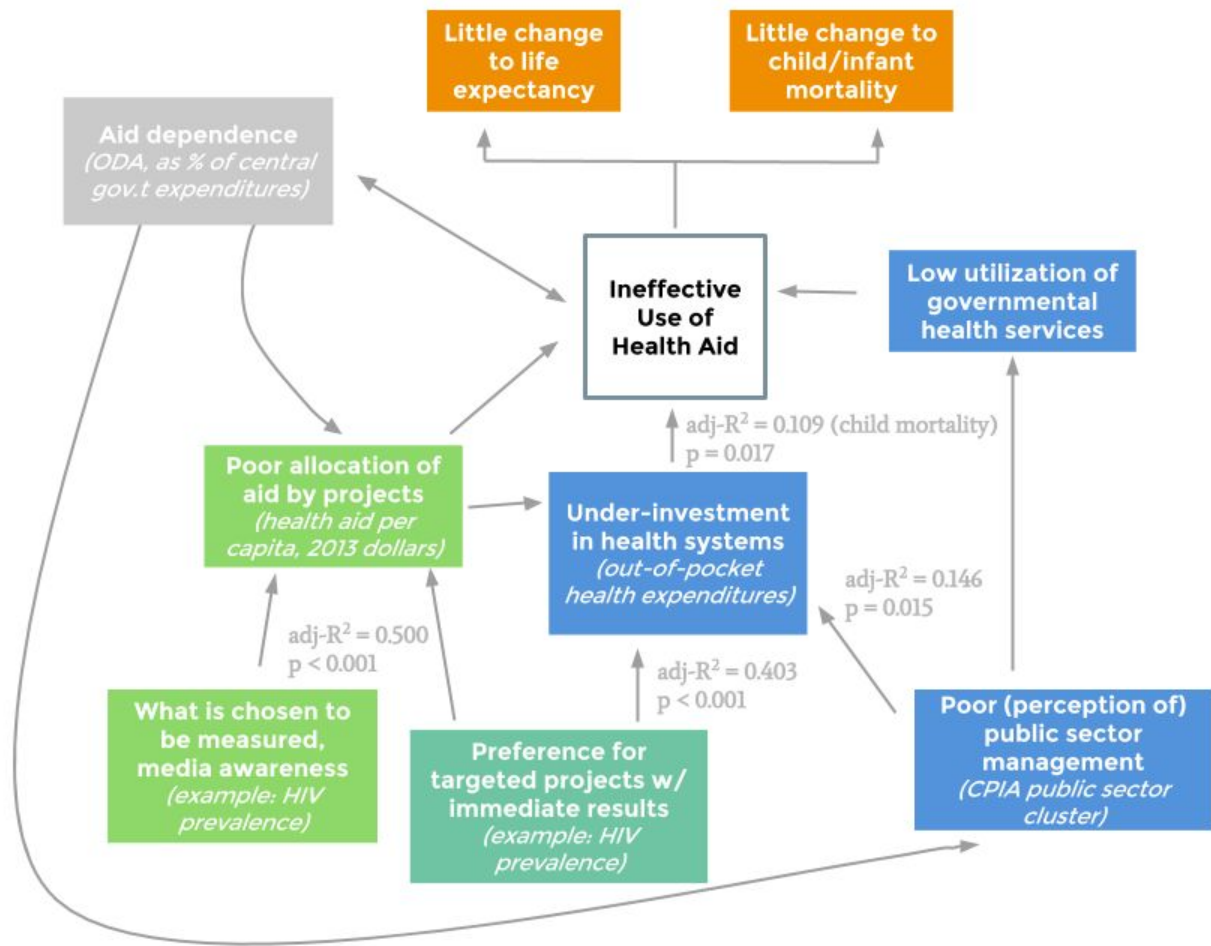 Little change
to life
expectancy
Little change to
child/infant
mortality
Aid dependence
(ODA, as % of central
gov.t expenditures)
Ineffective
Use of
Health Aid
Low utilization of
governmental
health services
adj-R² = 0.109 (child mortality)
p = 0.017
Poor allocation of
aid by projects
(health aid per
capita, 2013 dollars)
Under-investment
in health systems
(out-of-pocket
health expenditures)
adj-R² = 0.146
p = 0.015
adj-R² = 0.500
p < 0.001
adj-R² = 0.403
p < 0.001
What is chosen to
be measured,
media awareness
(example: HIV
prevalence)
Preference for
targeted projects w/
immediate results
(example: HIV
prevalence)
Poor (perception of)
public sector
management
(CPIA public sector
cluster)